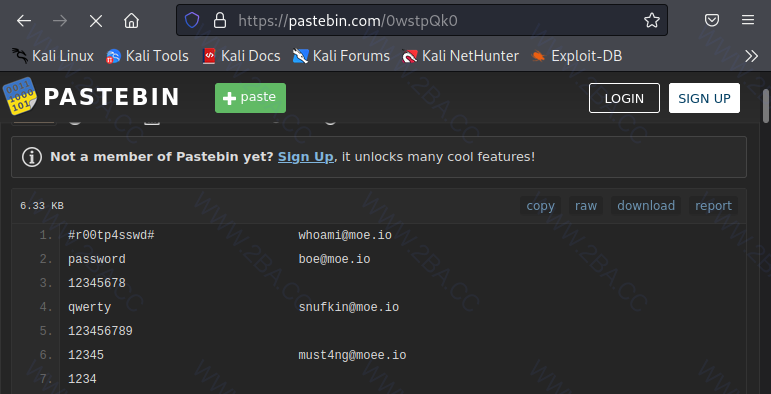 https://pastebin.com/0wstpQk0
Kali Linux Kali Tools Kali Docs Kali Forums Kali NetHunter Exploit-DB
PASTEBIN + paste LOGIN SIGN UP
Not a member of Pastebin yet? Sign Up, it unlocks many cool features!
6.33 KB copy raw download report
1. #r00tp4sswd# whoami@moe.io
2. password boe@moe.io
3. 12345678
4. qwerty snufkin@moe.io
5. 123456789
6. 12345 must4ng@moee.io
7. 1234
WWW.2BA.CC